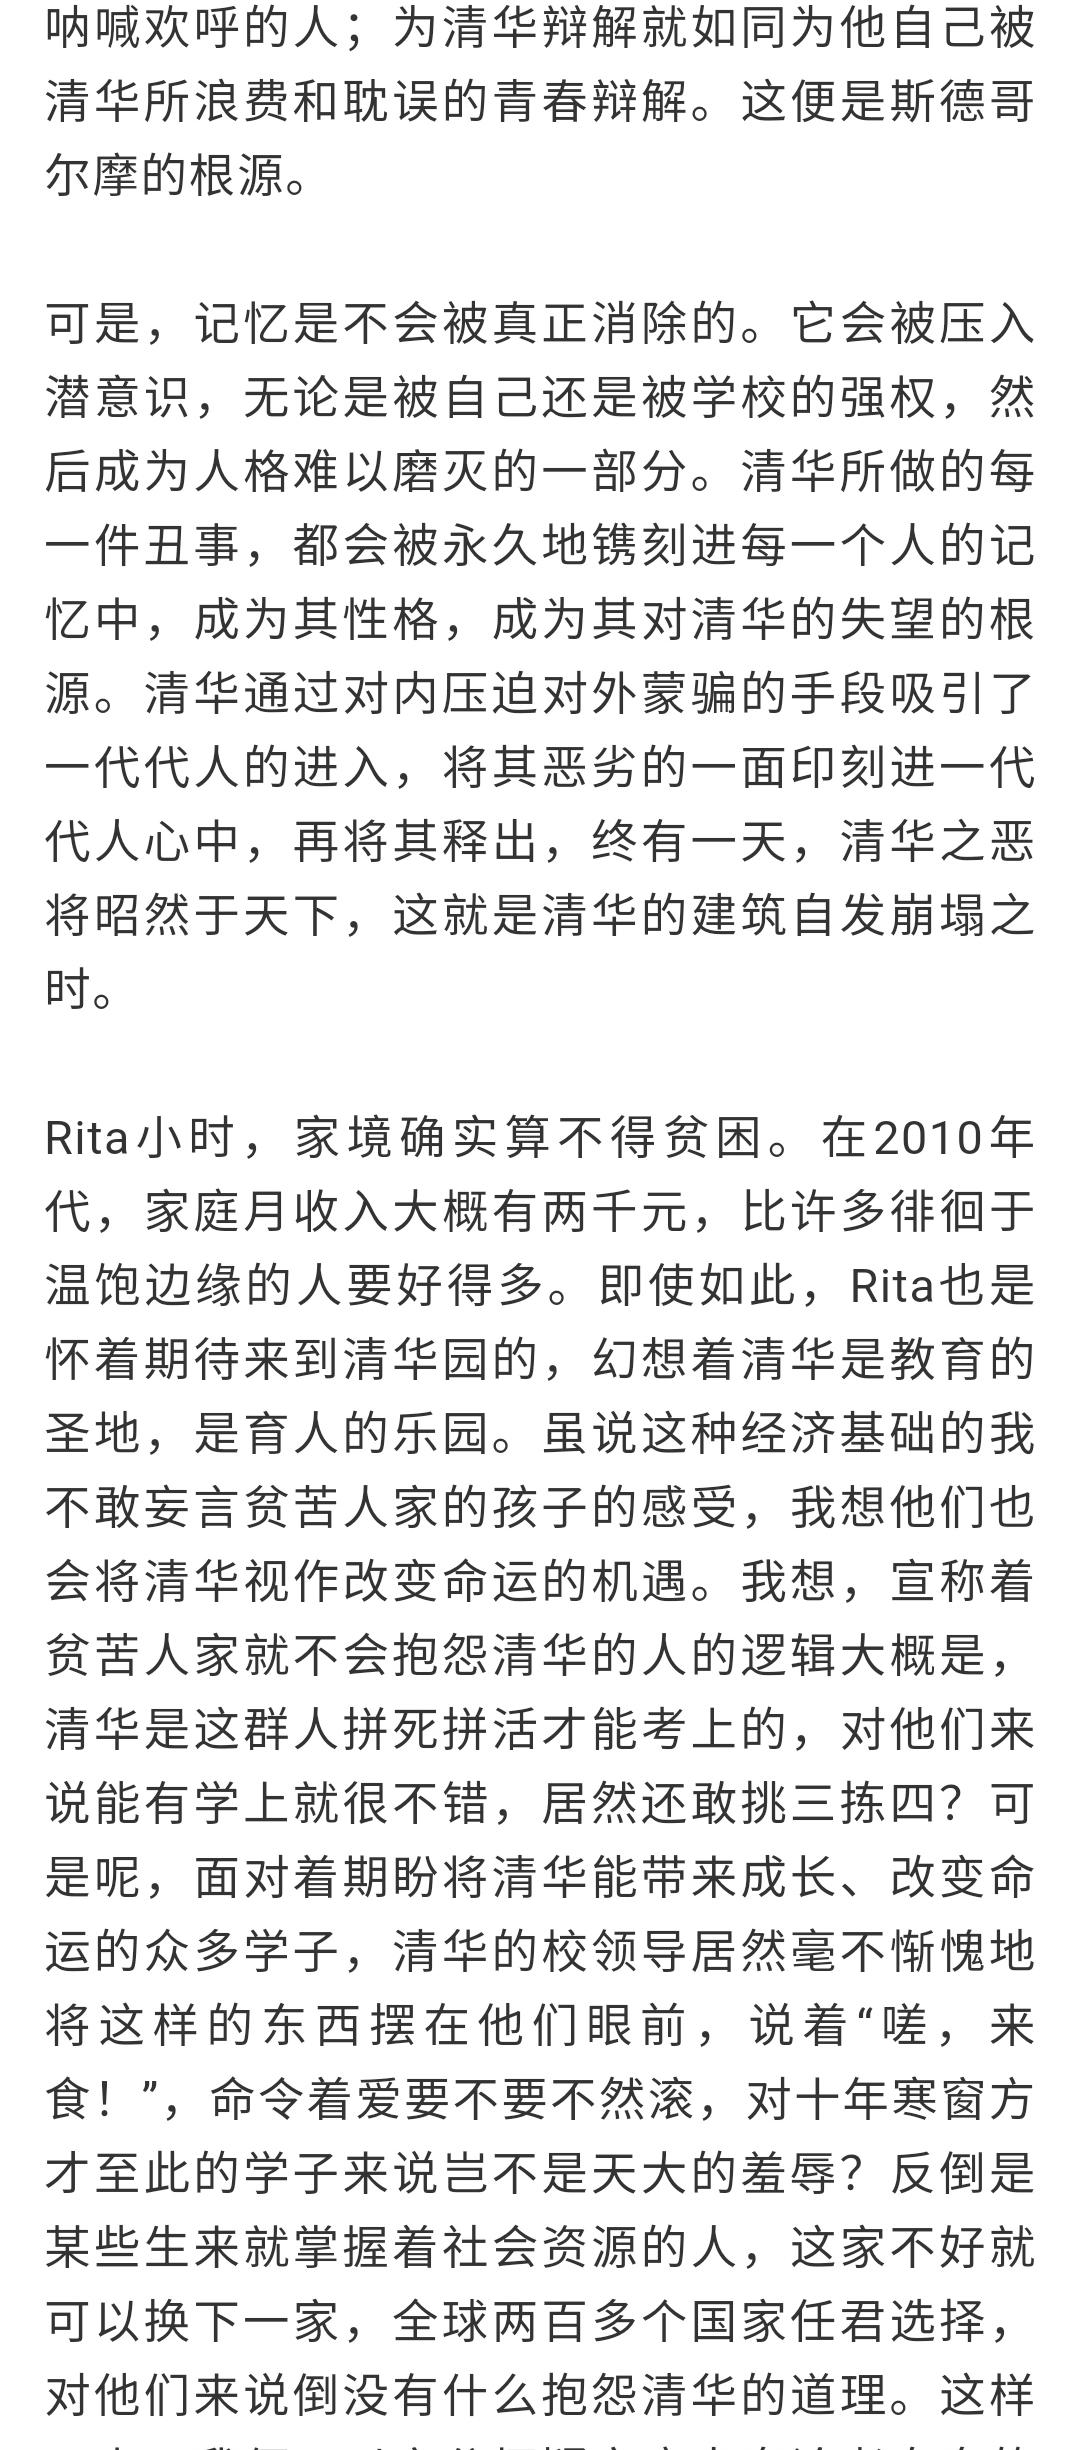 呐喊欢呼的人；为清华辩解就如同为他自己被
清华所浪费和耽误的青春辩解。这便是斯德哥
尔摩的根源。
可是，记忆是不会被真正消除的。它会被压入
潜意识，无论是被自己还是被学校的强权，然
后成为人格难以磨灭的一部分。清华所做的每
一件丑事，都会被永久地镌刻进每一个人的记
忆中，成为其性格，成为其对清华的失望的根
源。清华通过对内压迫对外蒙骗的手段吸引了
一代代人的进入，将其恶劣的一面印刻进一代
代人心中，再将其释出，终有一天，清华之恶
将昭然于天下，这就是清华的建筑自发崩塌之
时。
Rita小时，家境确实算不得贫困。在2010年
代，家庭月收入大概有两千元，比许多徘徊于
温饱边缘的人要好得多。即使如此，Rita也是
怀着期待来到清华园的，幻想着清华是教育的
圣地，是育人的乐园。虽说这种经济基础的我
不敢妄言贫苦人家的孩子的感受，我想他们也
会将清华视作改变命运的机遇。我想，宣称着
贫苦人家就不会抱怨清华的人的逻辑大概是，
清华是这群人拼死拼活才能考上的，对他们来
说能有学上就很不错，居然还敢挑三拣四？可
是呢，面对着期盼将清华能带来成长、改变命
运的众多学子，清华的校领导居然毫不惭愧地
将这样的东西摆在他们眼前，说着“嗟，来
食！”，命令着爱要不要不然滚，对十年寒窗方
才至此的学子来说岂不是天大的羞辱？反倒是
某些生来就掌握着社会资源的人，这家不好就
可以换下一家，全球两百多个国家任君选择，
对他们来说倒没有什么抱怨清华的道理。这样